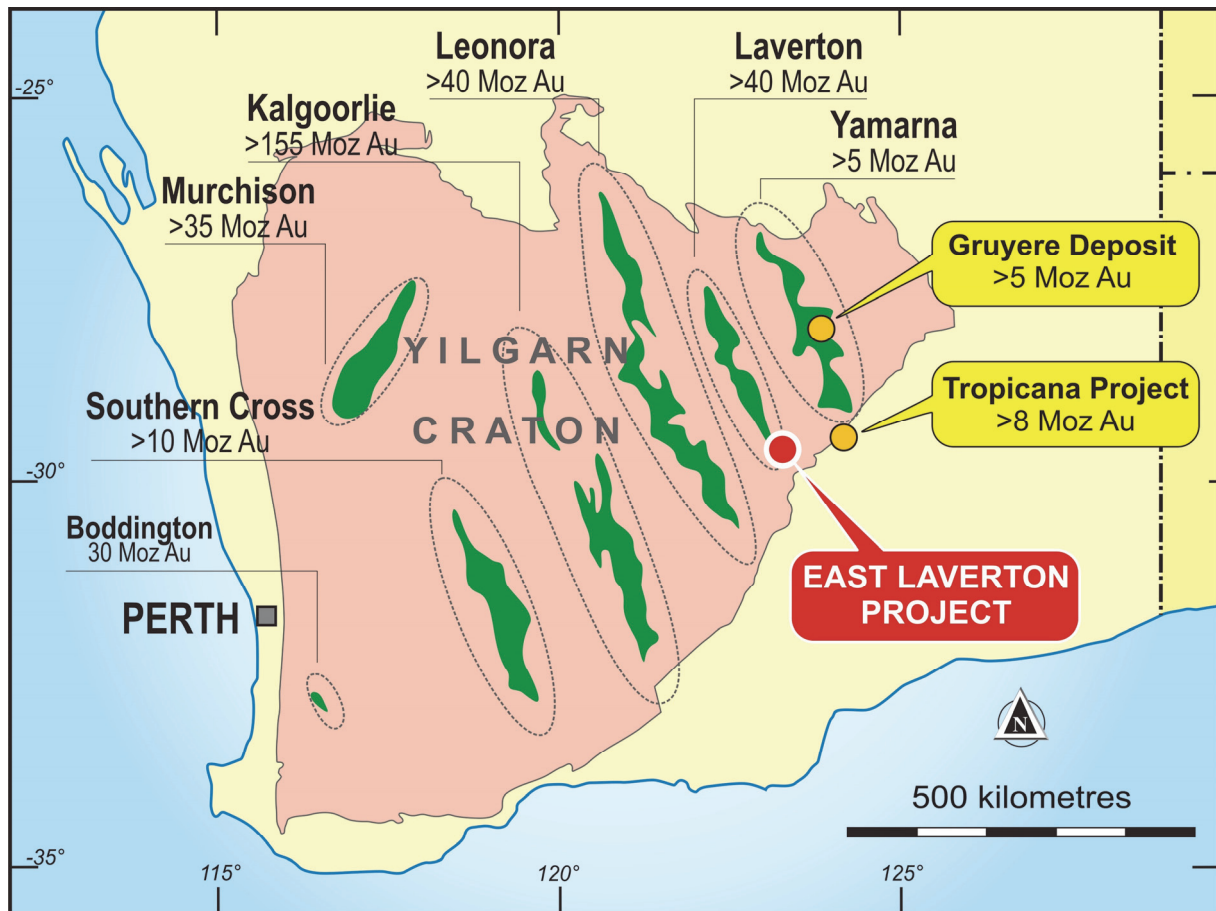 Leonora
>40 Moz Au
Laverton
>40 Moz Au
-25°
Kalgoorlie
>155 Moz Au
Yamarna
>5 Moz Au
Murchison
>35 Moz Au
Gruyere Deposit
>5 Moz Au
YILGARN
CRATON
Southern Cross
>10 Moz Au
Tropicana Project
>8 Moz Au
-30°
Boddington
30 Moz Au
EAST LAVERTON
PROJECT
PERTH
N
500 kilometres
-35°
115°
120°
125°